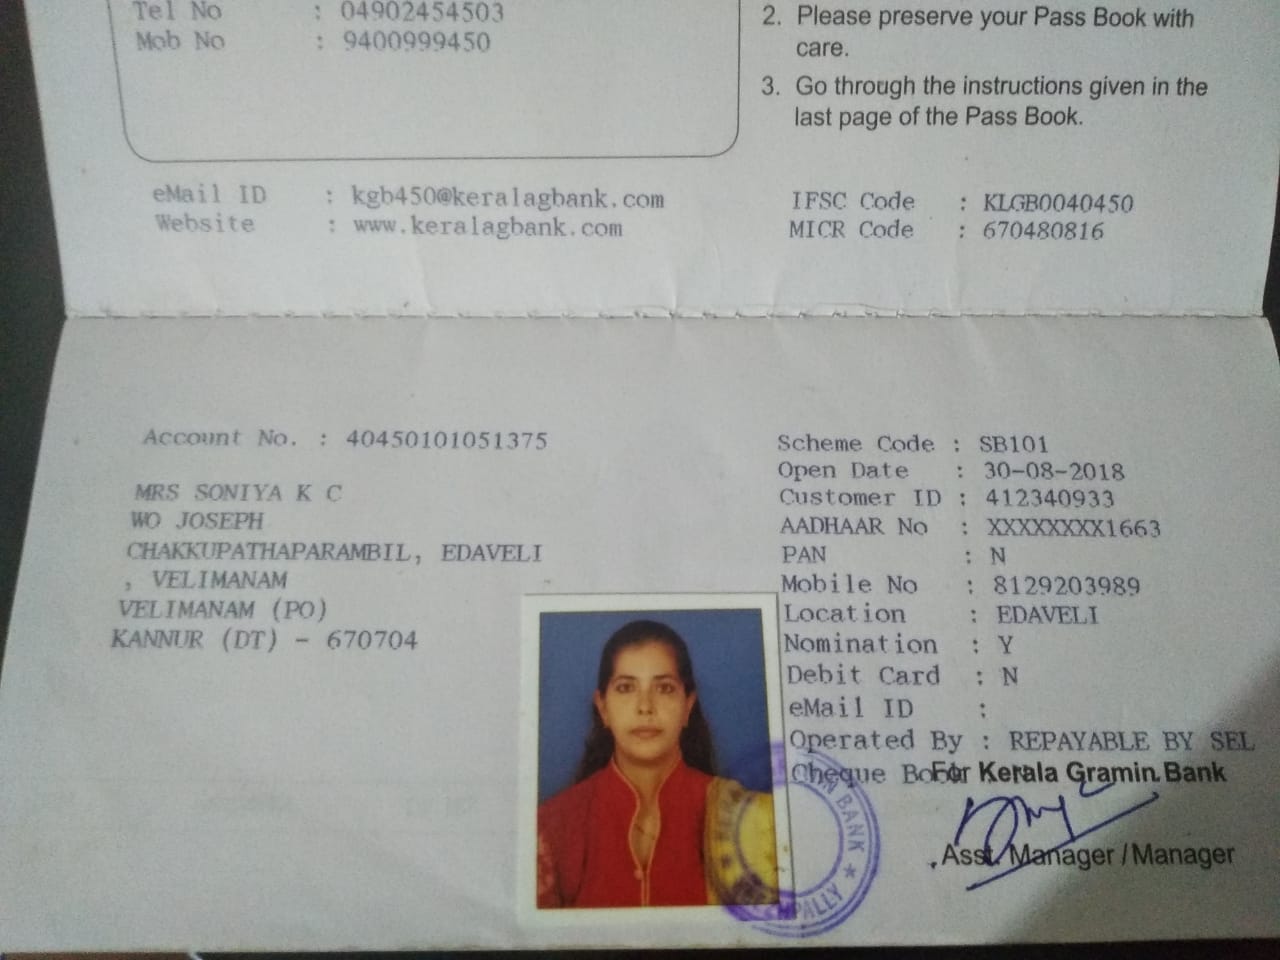 Tel No : 04902454503
Mob No : 9400999450
2. Please preserve your Pass Book with
care.
3. Go through the instructions given in the
last page of the Pass Book.
eMail ID : kgb450@keralagbank.com
Website : www.keralagbank.com
IFSC Code : KLGB0040450
MICR Code : 670480816
Account No. : 40450101051375
MRS SONIYA K C
WO JOSEPH
CHAKKUPATHAPARAMBIL, EDAVELI
, VELIMANAM
VELIMANAM (PO)
KANNUR (DT) - 670704
Scheme Code : SB101
Open Date : 30-08-2018
Customer ID : 412340933
AADHAAR No : XXXXXXXX1663
PAN : N
Mobile No : 8129203989
Location : EDAVELI
Nomination : Y
Debit Card : N
eMail ID :
Operated By : REPAYABLE BY SEL
Cheque
For Kerala Gramin Bank
Asst. Manager / Manager
BANK